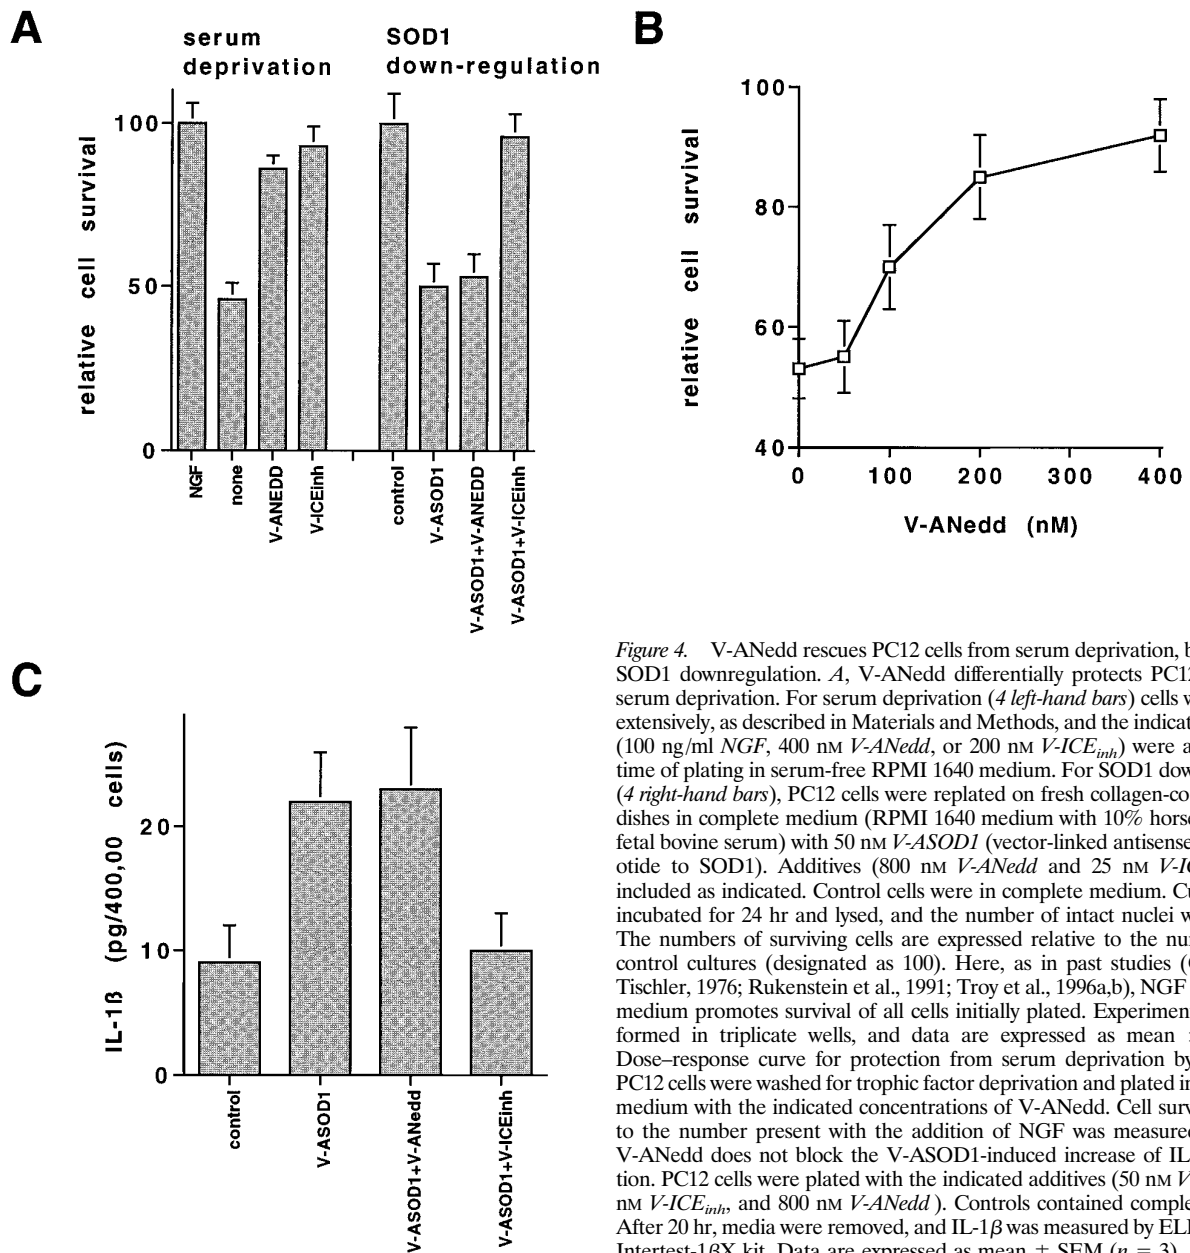 A
serum
deprivation
SOD1
down-regulation
relative cell survival
100
50
0
NGF
none
V-ANEDD
V-ICEinh
control
V-ASOD1
V-ASOD1+V-ANEDD
V-ASOD1+V-ICEinh
B
relative cell survival
100
80
60
40
0 100 200 300 400
V-ANedd (nM)
C
IL-1ß (pg/400,00 cells)
20
10
0
control
V-ASOD1
V-ASOD1+V-ANedd
V-ASOD1+V-ICEinh
Figure 4. V-ANedd rescues PC12 cells from serum deprivation, b
SOD1 downregulation. A, V-ANedd differentially protects PC12
serum deprivation. For serum deprivation (4 left-hand bars) cells w
extensively, as described in Materials and Methods, and the indicat
(100 ng/ml NGF, 400 nM V-ANedd, or 200 nM V-ICEinh) were a
time of plating in serum-free RPMI 1640 medium. For SOD1 dow
(4 right-hand bars), PC12 cells were replated on fresh collagen-co
dishes in complete medium (RPMI 1640 medium with 10% horse
fetal bovine serum) with 50 nM V-ASOD1 (vector-linked antisense
otide to SOD1). Additives (800 nM V-ANedd and 25 nM V-IC
included as indicated. Control cells were in complete medium. Cu
incubated for 24 hr and lysed, and the number of intact nuclei w
The numbers of surviving cells are expressed relative to the nu
control cultures (designated as 100). Here, as in past studies (
Tischler, 1976; Rukenstein et al., 1991; Troy et al., 1996a,b), NGF
medium promotes survival of all cells initially plated. Experimen
formed in triplicate wells, and data are expressed as mean
Dose–response curve for protection from serum deprivation by
PC12 cells were washed for trophic factor deprivation and plated in
medium with the indicated concentrations of V-ANedd. Cell surv
to the number present with the addition of NGF was measured
V-ANedd does not block the V-ASOD1-induced increase of IL
tion. PC12 cells were plated with the indicated additives (50 nM V
nM V-ICEinh, and 800 nM V-ANedd ). Controls contained comple
After 20 hr, media were removed, and IL-1β was measured by EL
Intertest-1βX kit. Data are expressed as mean ± SEM (n = 3).